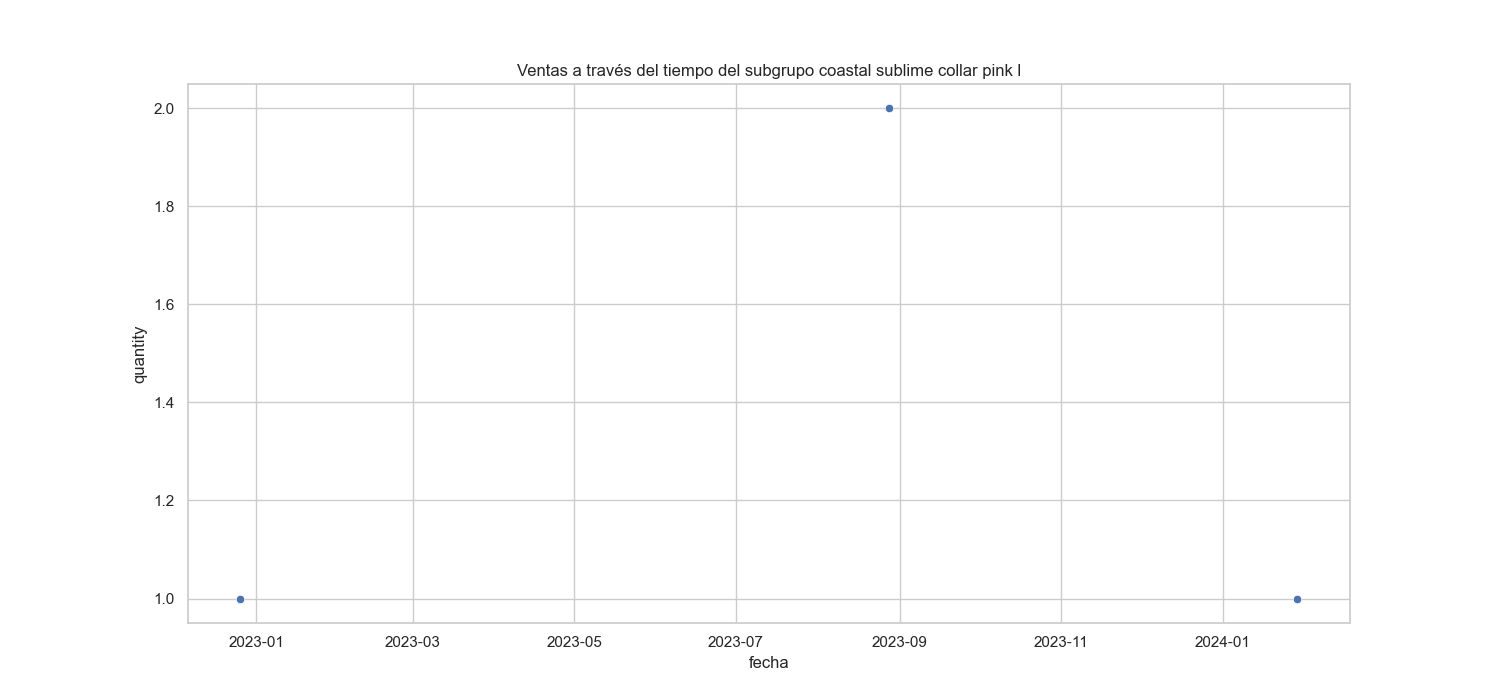 Ventas a través del tiempo del subgrupo coastal sublime collar pink l
2.0
1.8
1.6
1.4
1.2
1.0
quantity
2023-01 2023-03 2023-05 2023-07 2023-09 2023-11 2024-01
fecha